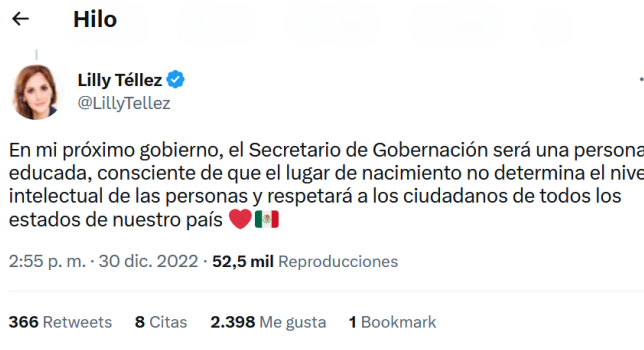 Hilo
Lilly Téllez
@LillyTellez
En mi próximo gobierno, el Secretario de Gobernación será una persona
educada, consciente de que el lugar de nacimiento no determina el nive
intelectual de las personas y respetará a los ciudadanos de todos los
estados de nuestro país ❤️🇲🇽
2:55 p. m. · 30 dic. 2022 · 52,5 mil Reproducciones
366 Retweets 8 Citas 2.398 Me gusta 1 Bookmark